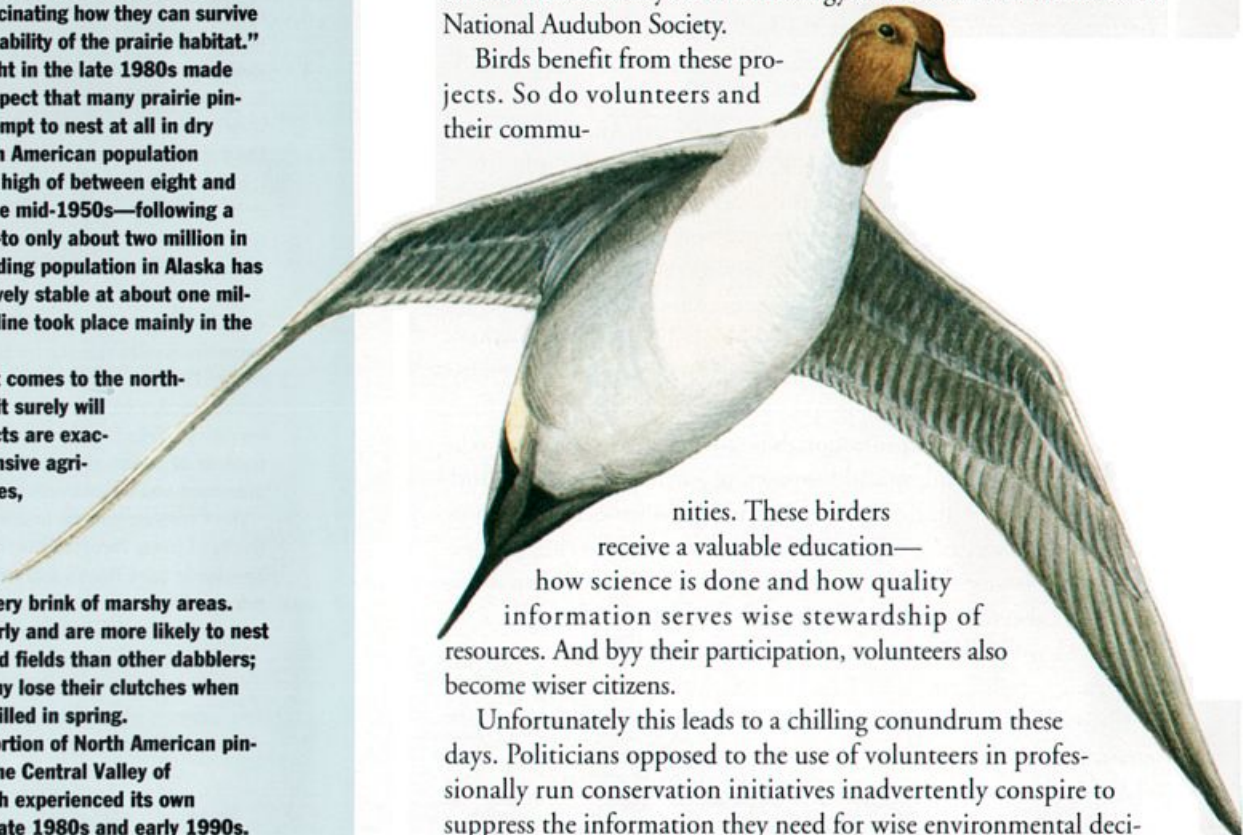 cinating how they can survive
ability of the prairie habitat.”
ht in the late 1980s made
pect that many prairie pin-
mpt to nest at all in dry
n American population
high of between eight and
e mid-1950s—following a
to only about two million in
ding population in Alaska has
vely stable at about one mil-
line took place mainly in the
t comes to the north-
it surely will
cts are exac-
nsive agri-
es,
ery brink of marshy areas.
rly and are more likely to nest
d fields than other dabblers;
ay lose their clutches when
illed in spring.
ortion of North American pin-
he Central Valley of
h experienced its own
ate 1980s and early 1990s.
National Audubon Society.
Birds benefit from these pro-
jects. So do volunteers and
their commu-
nities. These birders
receive a valuable education—
how science is done and how quality
information serves wise stewardship of
resources. And byy their participation, volunteers also
become wiser citizens.
Unfortunately this leads to a chilling conundrum these
days. Politicians opposed to the use of volunteers in profes-
sionally run conservation initiatives inadvertently conspire to
suppress the information they need for wise environmental deci-